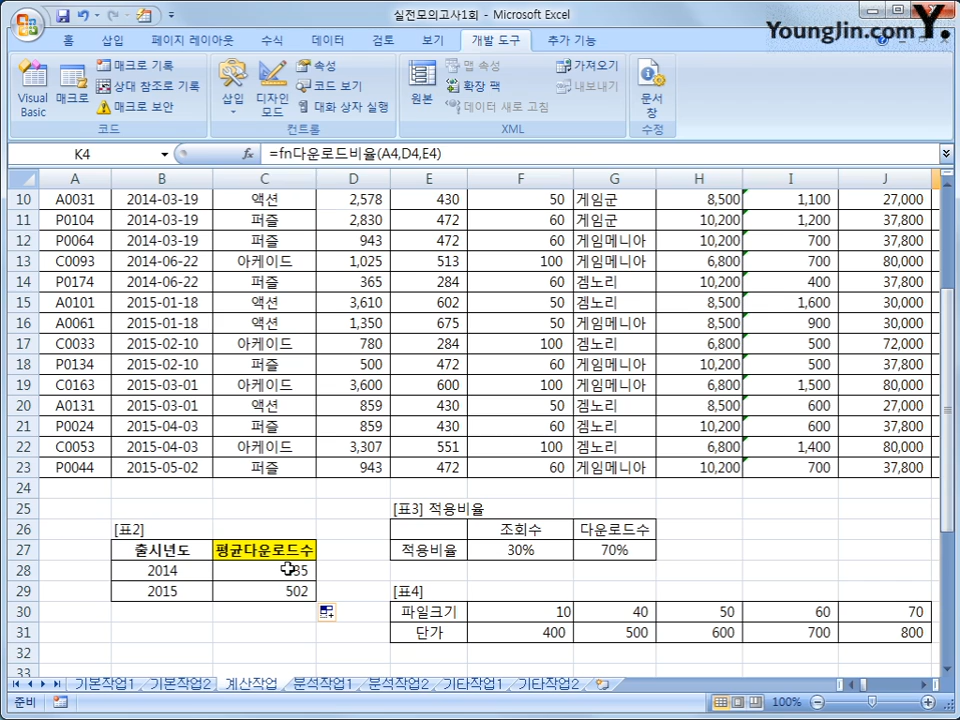 실전모의고사1회 - Microsoft Excel
YoungJin.com Y.
홈 삽입 페이지 레이아웃 수식 데이터 검토 보기 개발 도구 추가 기능
Visual Basic 매크로 매크로 기록 상대 참조로 기록 매크로 보안
삽입 디자인 모드 속성 코드 보기 대화 상자 실행
원본 맵 속성 확장 팩 데이터 새로 고침 가져오기 내보내기
문서 창
코드 컨트롤 XML 수정
K4 fx =fn다운로드비율(A4,D4,E4)
A B C D E F G H I J
10 A0031 2014-03-19 액션 2,578 430 50 게임군 8,500 1,100 27,000
11 P0104 2014-03-19 퍼즐 2,830 472 60 게임군 10,200 1,200 37,800
12 P0064 2014-03-19 퍼즐 943 472 60 게임메니아 10,200 700 37,800
13 C0093 2014-06-22 아케이드 1,025 513 100 게임메니아 6,800 700 80,000
14 P0174 2014-06-22 퍼즐 365 284 60 겜노리 10,200 400 37,800
15 A0101 2015-01-18 액션 3,610 602 50 겜노리 8,500 1,600 30,000
16 A0061 2015-01-18 액션 1,350 675 50 게임메니아 8,500 900 30,000
17 C0033 2015-02-10 아케이드 780 284 100 겜노리 6,800 500 72,000
18 P0134 2015-02-10 퍼즐 500 472 60 게임메니아 10,200 500 37,800
19 C0163 2015-03-01 아케이드 3,600 600 100 게임메니아 6,800 1,500 80,000
20 A0131 2015-03-01 액션 859 430 50 겜노리 8,500 600 27,000
21 P0024 2015-04-03 퍼즐 859 430 60 겜노리 10,200 600 37,800
22 C0053 2015-04-03 아케이드 3,307 551 100 겜노리 6,800 1,400 80,000
23 P0044 2015-05-02 퍼즐 943 472 60 게임메니아 10,200 700 37,800
24
25 [표3] 적용비율
26 [표2] 조회수 다운로드수
27 출시년도 평균다운로드수 적용비율 30% 70%
28 2014
29 2015 502 [표4]
30 파일크기 10 40 50 60 70
31 단가 400 500 600 700 800
32
33
기본작업1 기본작업2 계산작업 분석작업1 분석작업2 기타작업1 기타작업2
준비 100%